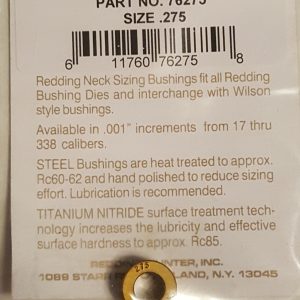 PART NO. 76275
SIZE .275
6 11760 76275 8
Redding Neck Sizing Bushings fit all Redding
Bushing Dies and interchange with Wilson
style bushings.
Available in .001" increments from 17 thru
338 calibers.
STEEL Bushings are heat treated to approx.
Rc60-62 and hand polished to reduce sizing
effort. Lubrication is recommended.
TITANIUM NITRIDE surface treatment tech-
nology increases the lubricity and effective
surface hardness to approx. Rc85.
INC.
1089 N.Y. 13045
275